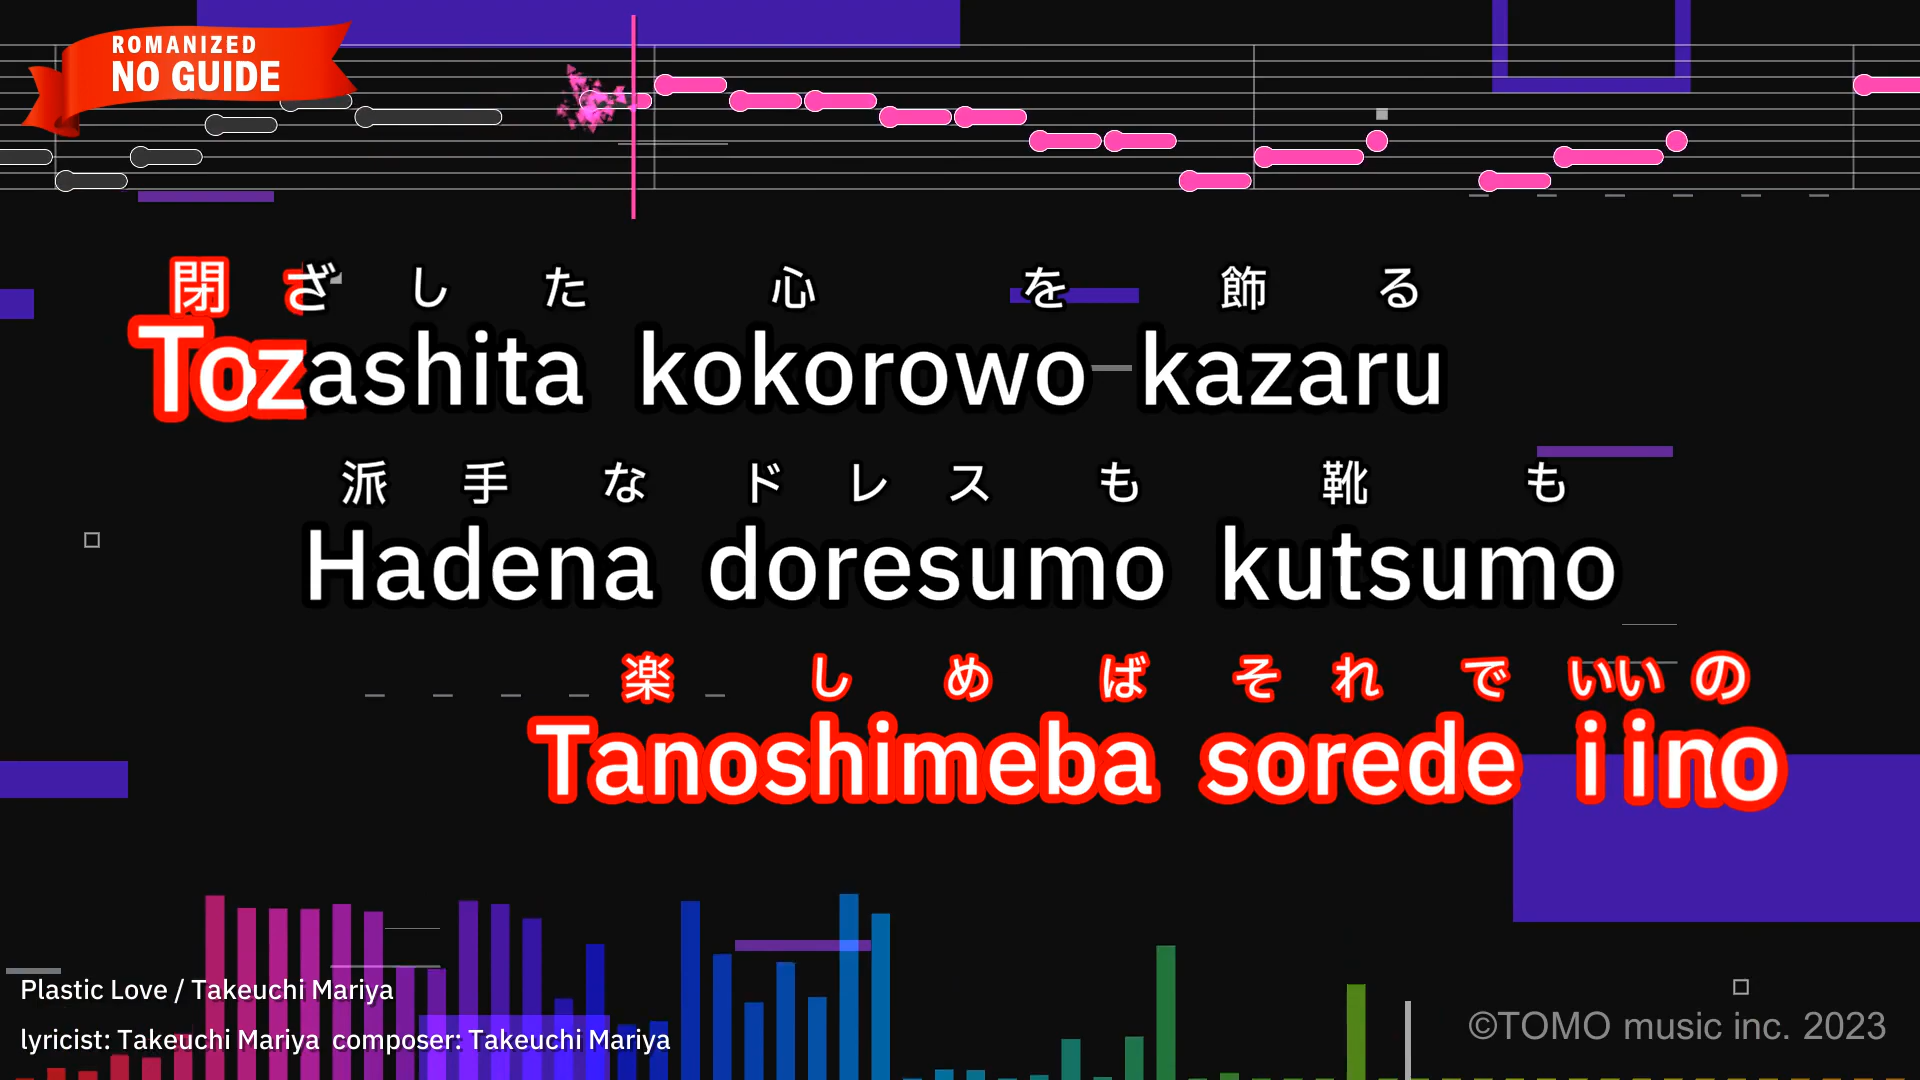 ROMANIZED
NO GUIDE
閉ざした心を飾る
Tozashita kokorowo kazaru
派手なドレスも靴も
Hadena doresumo kutsumo
楽しめばそれでいいの
Tanoshimeba sorede iino
Plastic Love / Takeuchi Mariya
lyricist: Takeuchi Mariya composer: Takeuchi Mariya
©TOMO music inc. 2023